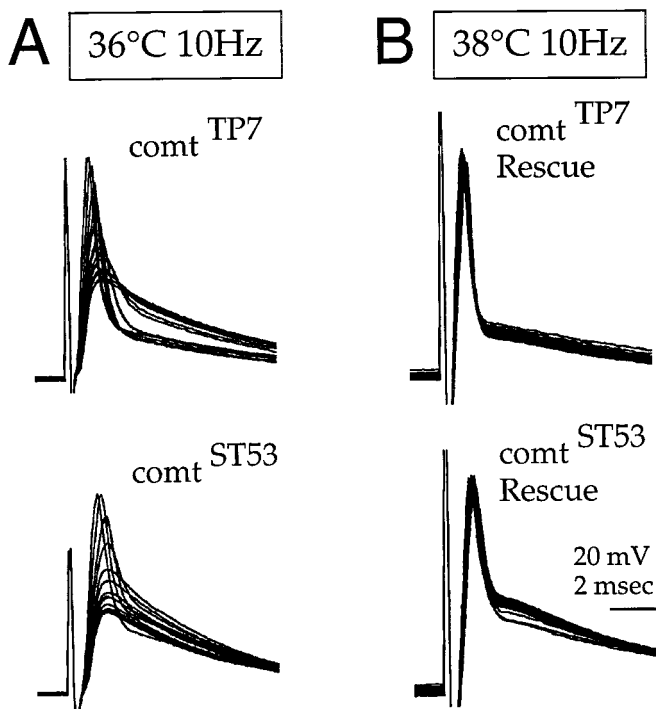 A 36°C 10Hz
B 38°C 10Hz
comt TP7
comt TP7
Rescue
comt ST53
comt ST53
Rescue
20 mV
2 msec